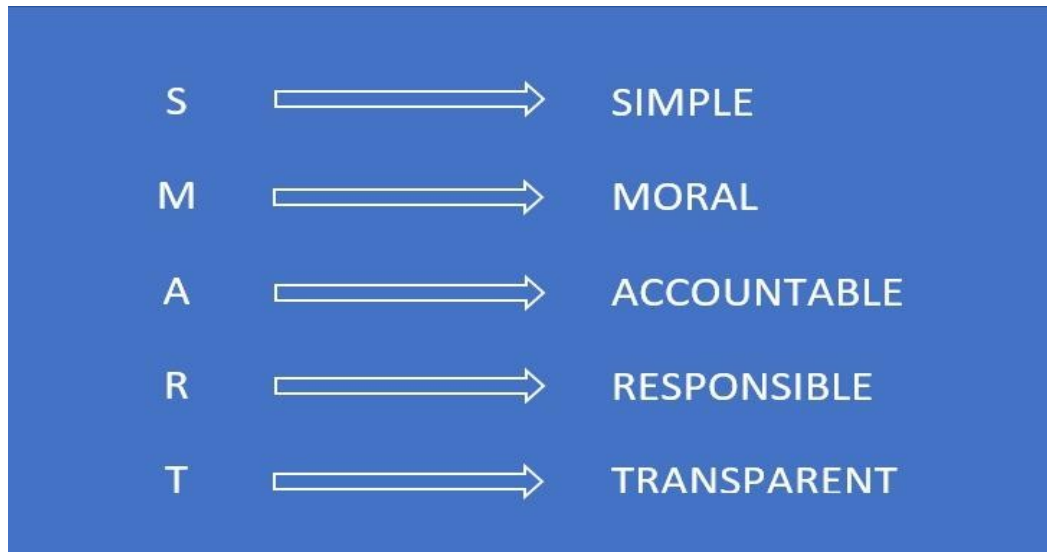 S SIMPLE
M MORAL
A ACCOUNTABLE
R RESPONSIBLE
T TRANSPARENT